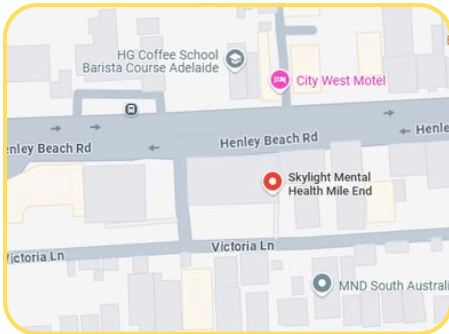 HG Coffee School
Barista Course Adelaide
City West Motel
Henley Beach Rd
enley Beach Rd
Henle
Skylight Mental
Health Mile End
Victoria Ln
Victoria Ln
MND South Australi